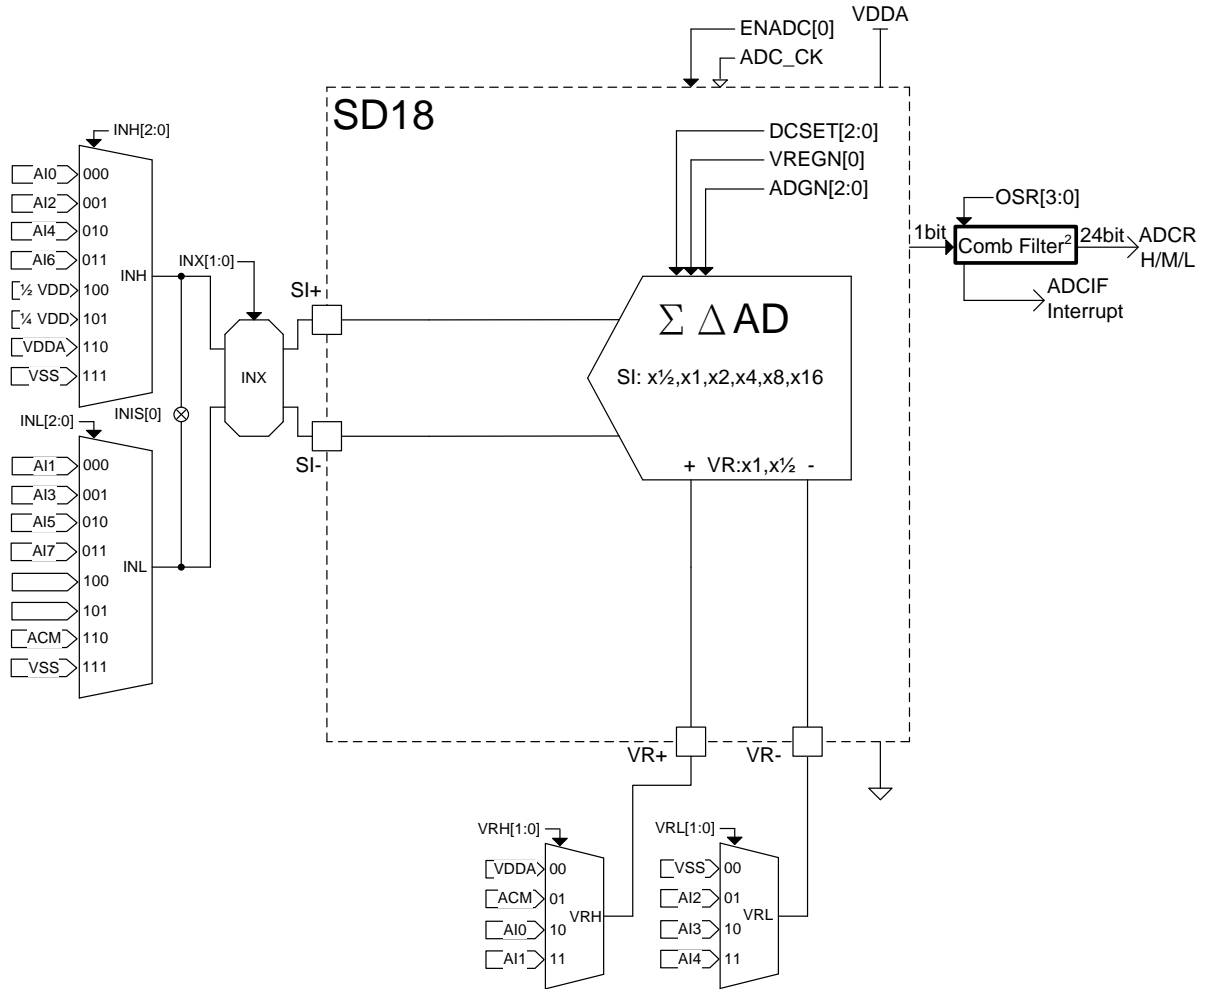 ENADC[0]
VDDA
ADC_CK
SD18
DCSET[2:0]
VREGN[0]
ADGN[2:0]
INH[2:0]
AI0 000
AI2 001
AI4 010
AI6 011
½ VDD 100
¼ VDD 101
VDDA 110
VSS 111
INH
INX[1:0]
INX
INIS[0]
SI+
SI-
INL[2:0]
AI1 000
AI3 001
AI5 010
AI7 011
100
101
ACM 110
VSS 111
INL
Σ Δ AD
SI: x½,x1,x2,x4,x8,x16
+ VR:x1,x½ -
OSR[3:0]
1bit
Comb Filter²
24bit
ADCR
H/M/L
ADCIF
Interrupt
VR+
VR-
VRH[1:0]
VDDA 00
ACM 01
AI0 10
AI1 11
VRH
VRL[1:0]
VSS 00
AI2 01
AI3 10
AI4 11
VRL